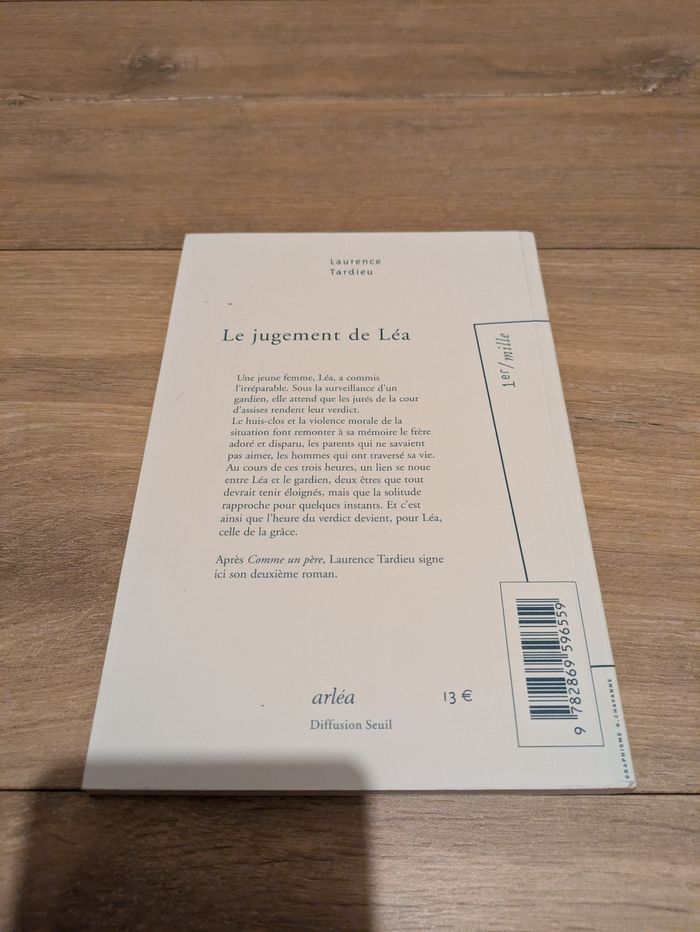 Laurence
Tardieu
Le jugement de Léa
Une jeune femme, Léa, a commis
l'irréparable. Sous la surveillance d'un
gardien, elle attend que les jurés de la cour
d'assises rendent leur verdict.
Le huis-clos et la violence morale de la
situation font remonter à sa mémoire le frère
adoré et disparu, les parents qui ne savaient
pas aimer, les hommes qui ont traversé sa vie.
Au cours de ces trois heures, un lien se noue
entre Léa et le gardien, deux êtres que tout
devrait tenir éloignés, mais que la solitude
rapproche pour quelques instants. Et c'est
ainsi que l'heure du verdict devient, pour Léa,
celle de la grâce.
Après Comme un père, Laurence Tardieu signe
ici son deuxième roman.
arléa
13 €
Diffusion Seuil
1er/mille
9 782869 596559
GRAPHISME G.CHAVANNE